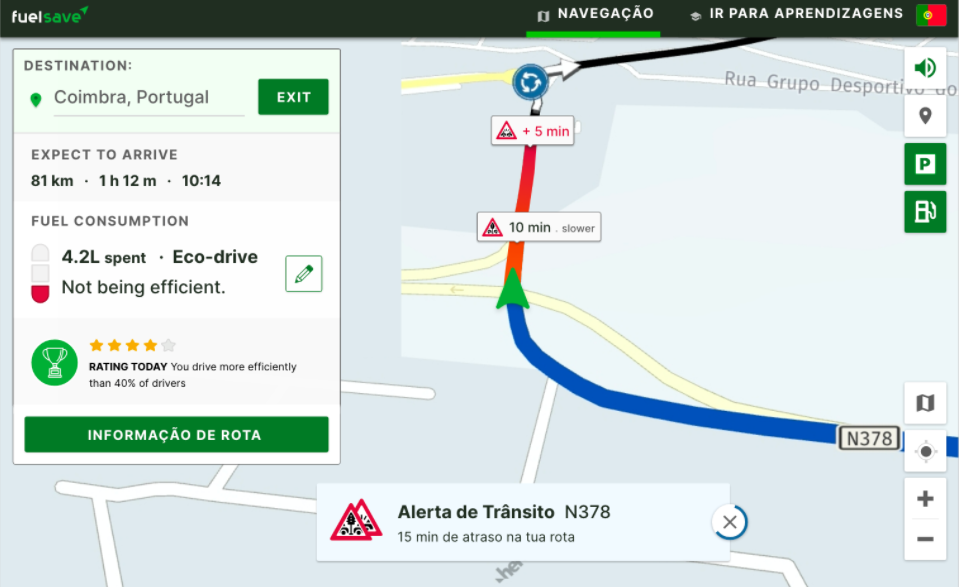 fuelsave
NAVEGAÇÃO
IR PARA APRENDIZAGENS
DESTINATION:
Coimbra, Portugal
EXIT
EXPECT TO ARRIVE
81 km · 1 h 12 m · 10:14
FUEL CONSUMPTION
4.2L spent · Eco-drive
Not being efficient.
RATING TODAY You drive more efficiently
than 40% of drivers
INFORMAÇÃO DE ROTA
Rua Grupo Desportivo do
+ 5 min
10 min . slower
P
N378
Alerta de Trânsito N378
15 min de atraso na tua rota